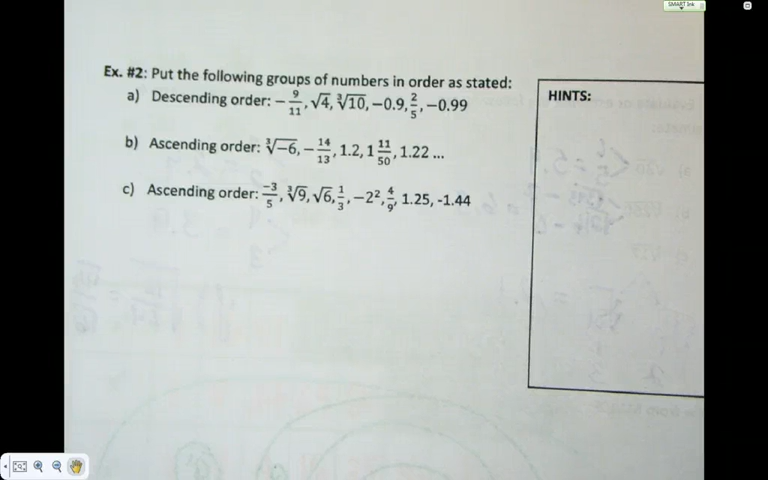 SMART Ink
Ex. #2: Put the following groups of numbers in order as stated:
a) Descending order: −9/11, √4, ∛10, −0.9, 2/5, −0.99
b) Ascending order: ∛−6, −14/13, 1.2, 1 11/50, 1.22 ...
c) Ascending order: −3/5, ∛9, √6, 1/3, −2², 4/9, 1.25, -1.44
HINTS: